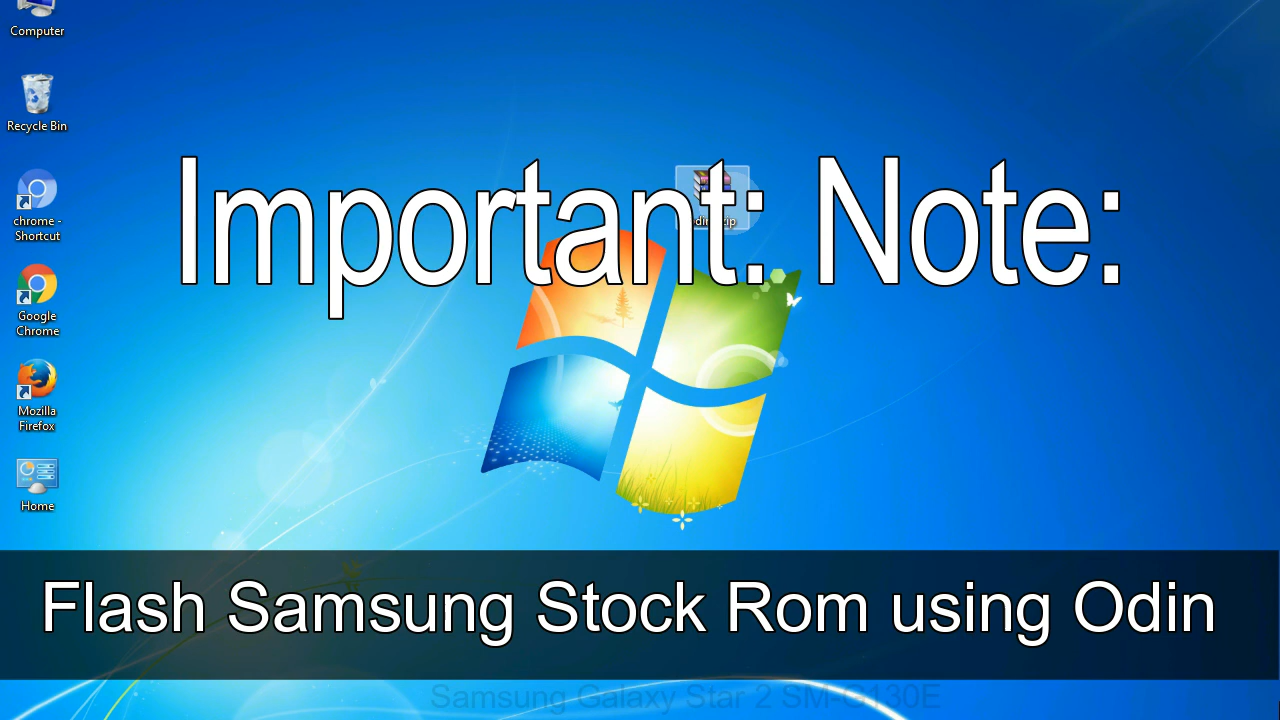 Computer
Recycle Bin
Important: Note:
chrome -
Shortcut
Google
Chrome
Mozilla
Firefox
Home
Flash Samsung Stock Rom using Odin
Samsung Galaxy Star 2 SM-G130E